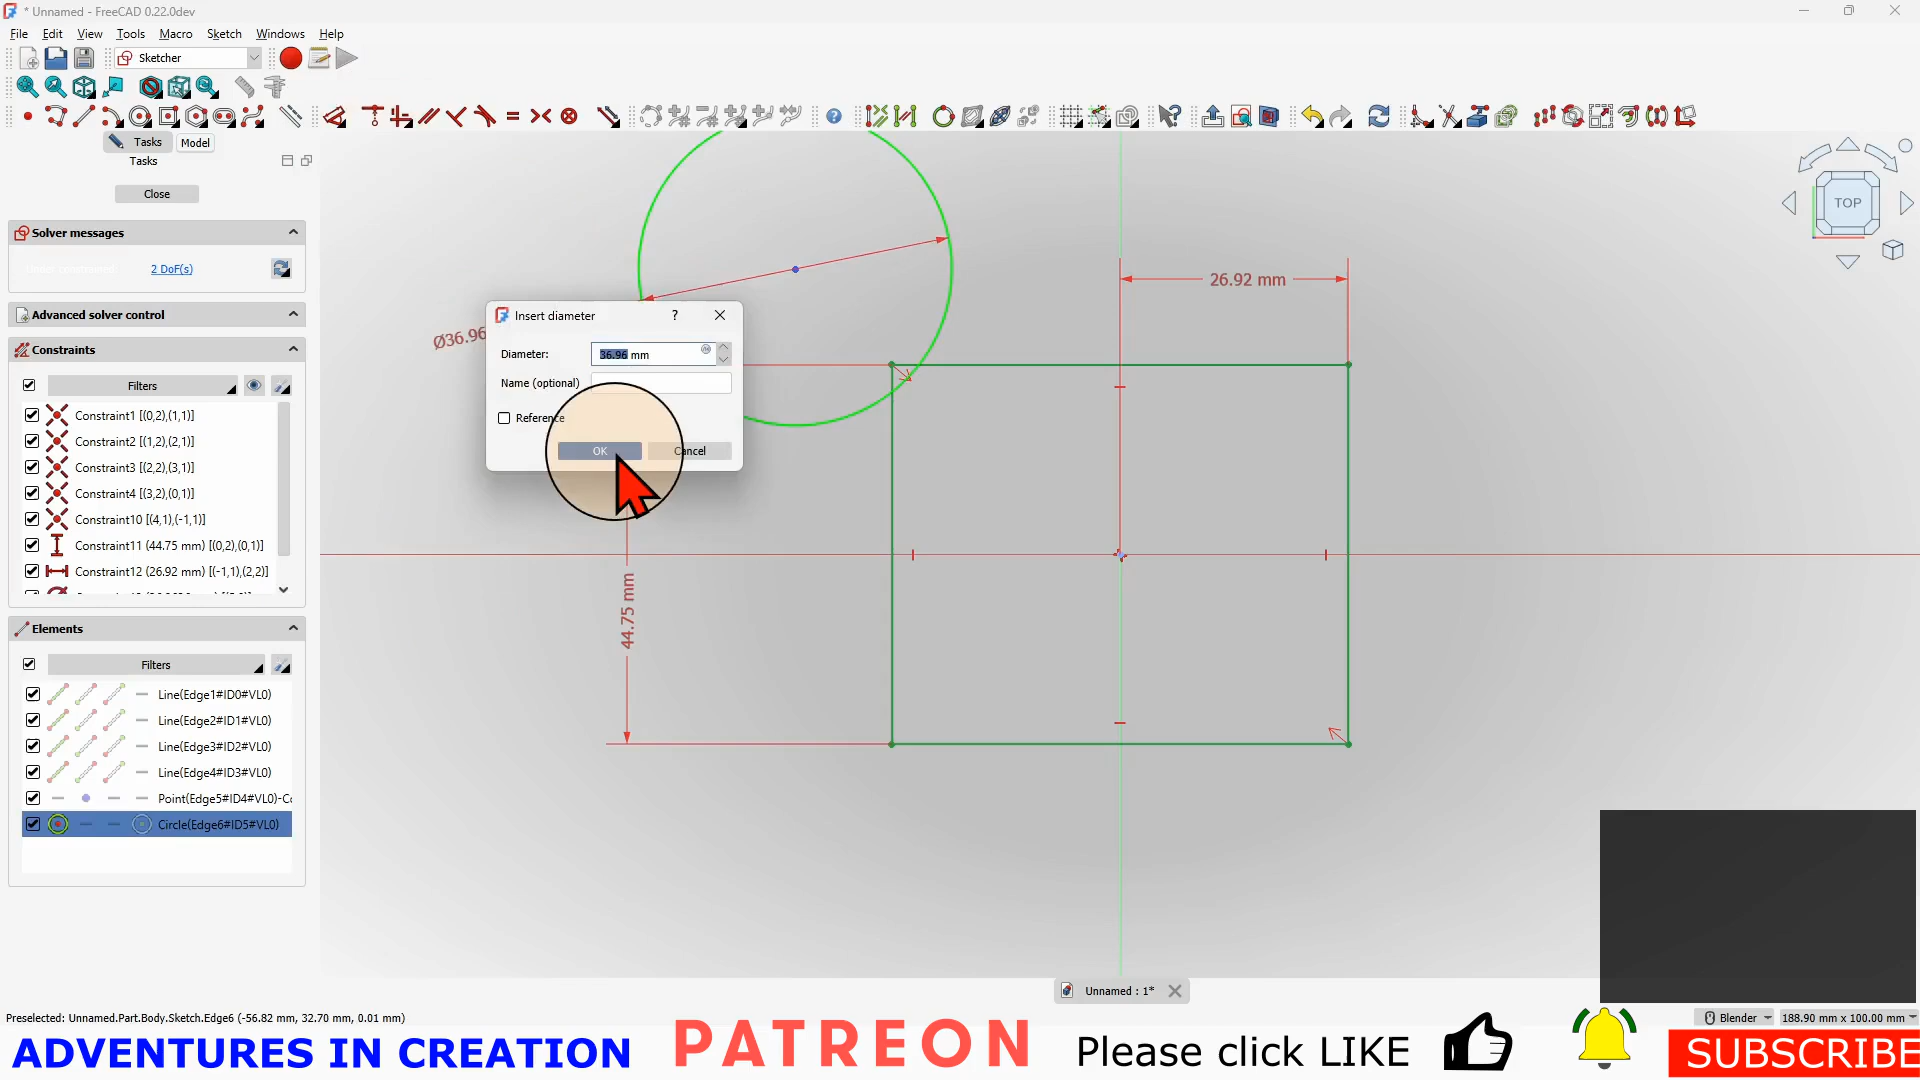 * Unnamed - FreeCAD 0.22.0dev
File Edit View Tools Macro Sketch Windows Help
Sketcher
Tasks Model
Tasks
Close
Solver messages
2 DoF(s)
Advanced solver control
Constraints
Filters
Constraint1 [(0,2),(1,1)]
Constraint2 [(1,2),(2,1)]
Constraint3 [(2,2),(3,1)]
Constraint4 [(3,2),(0,1)]
Constraint10 [(4,1),(-1,1)]
Constraint11 (44.75 mm) [(0,2),(0,1)]
Constraint12 (26.92 mm) [(-1,1),(2,2)]
Elements
Filters
Line(Edge1#ID0#VL0)
Line(Edge2#ID1#VL0)
Line(Edge3#ID2#VL0)
Line(Edge4#ID3#VL0)
Point(Edge5#ID4#VL0)-Co
Circle(Edge6#ID5#VL0)
TOP
26.92 mm
Ø36.96
Insert diameter ?
Diameter: 36.96 mm
Name (optional)
Reference
OK Cancel
44.75 mm
Unnamed : 1*
Preselected: Unnamed.Part.Body.Sketch.Edge6 (-56.82 mm, 32.70 mm, 0.01 mm)
Blender 188.90 mm x 100.00 mm
ADVENTURES IN CREATION PATREON Please click LIKE SUBSCRIBE